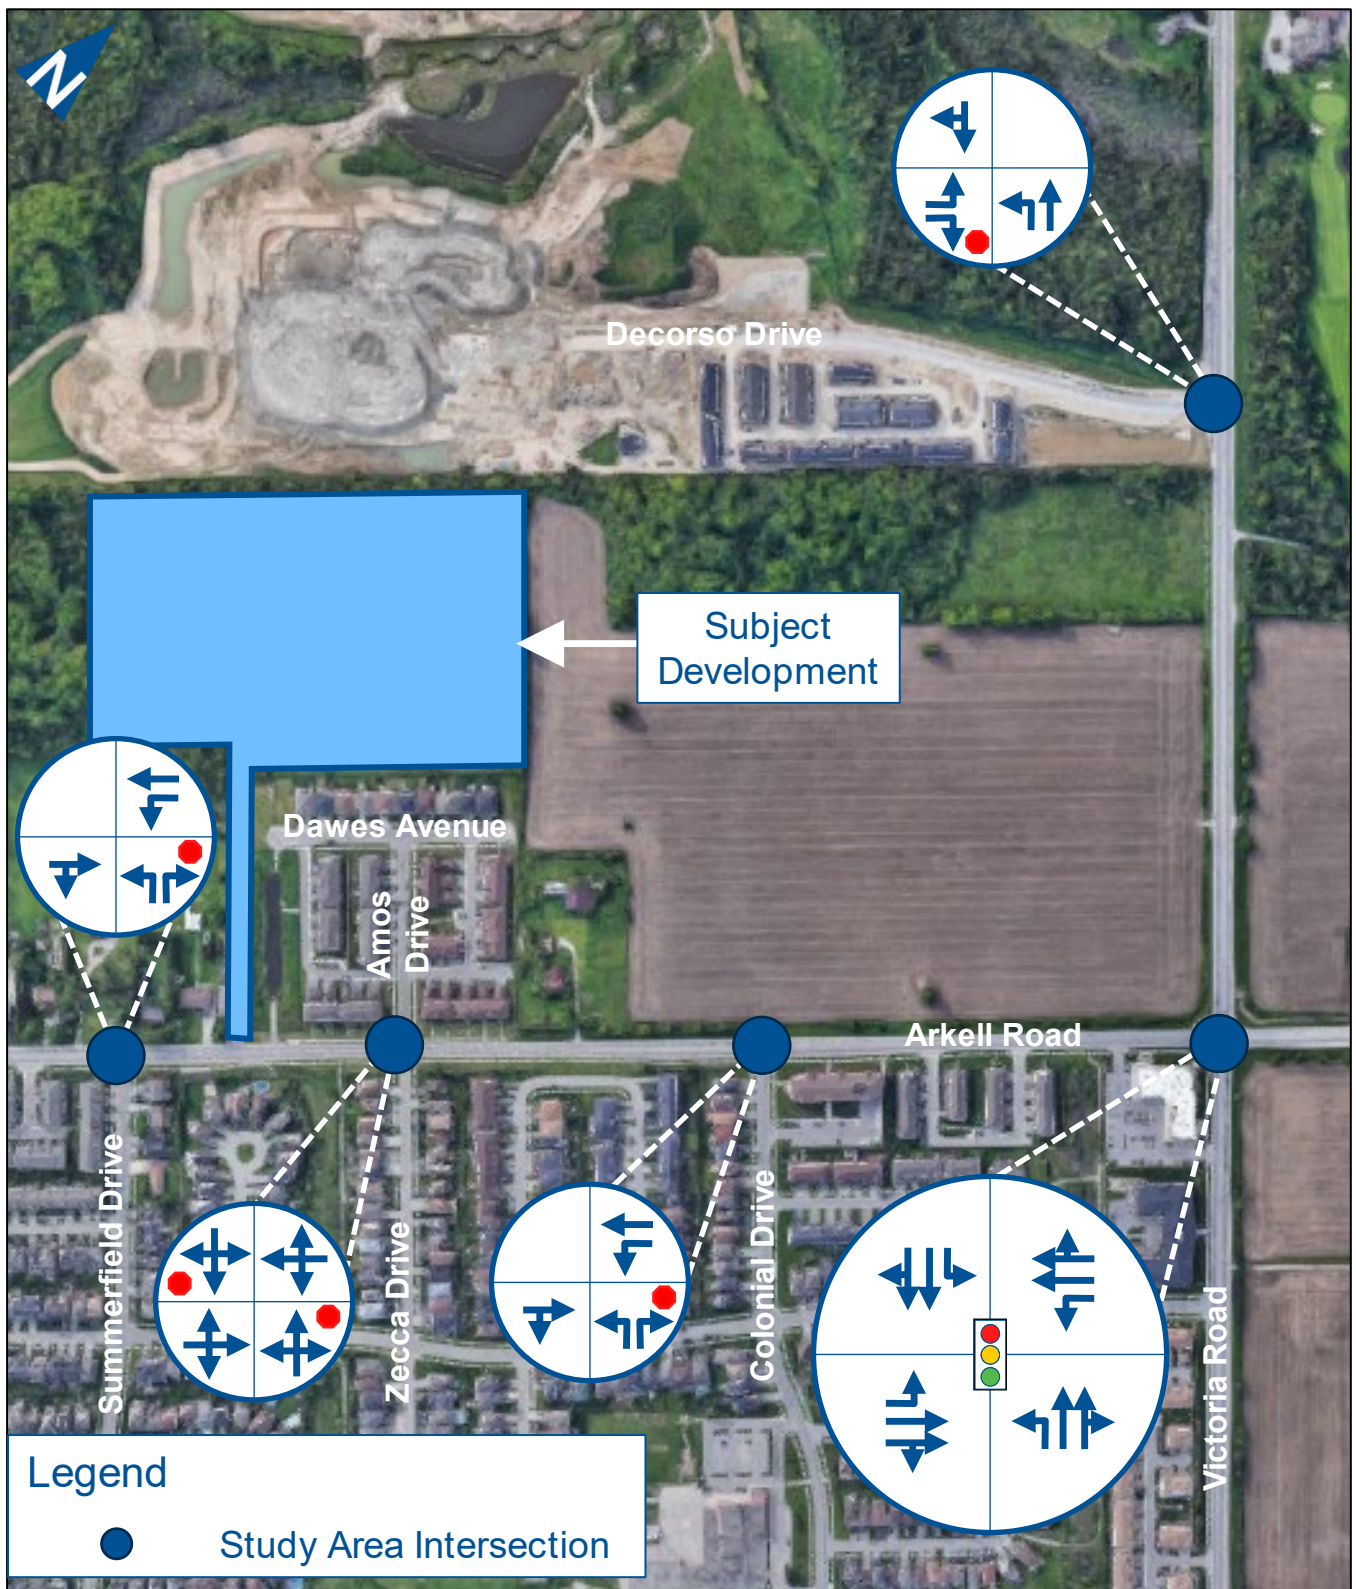 N
Decorso Drive
Subject
Development
Dawes Avenue
Amos
Drive
Arkell Road
Summerfield Drive
Zecca Drive
Colonial Drive
Victoria Road
Legend
Study Area Intersection